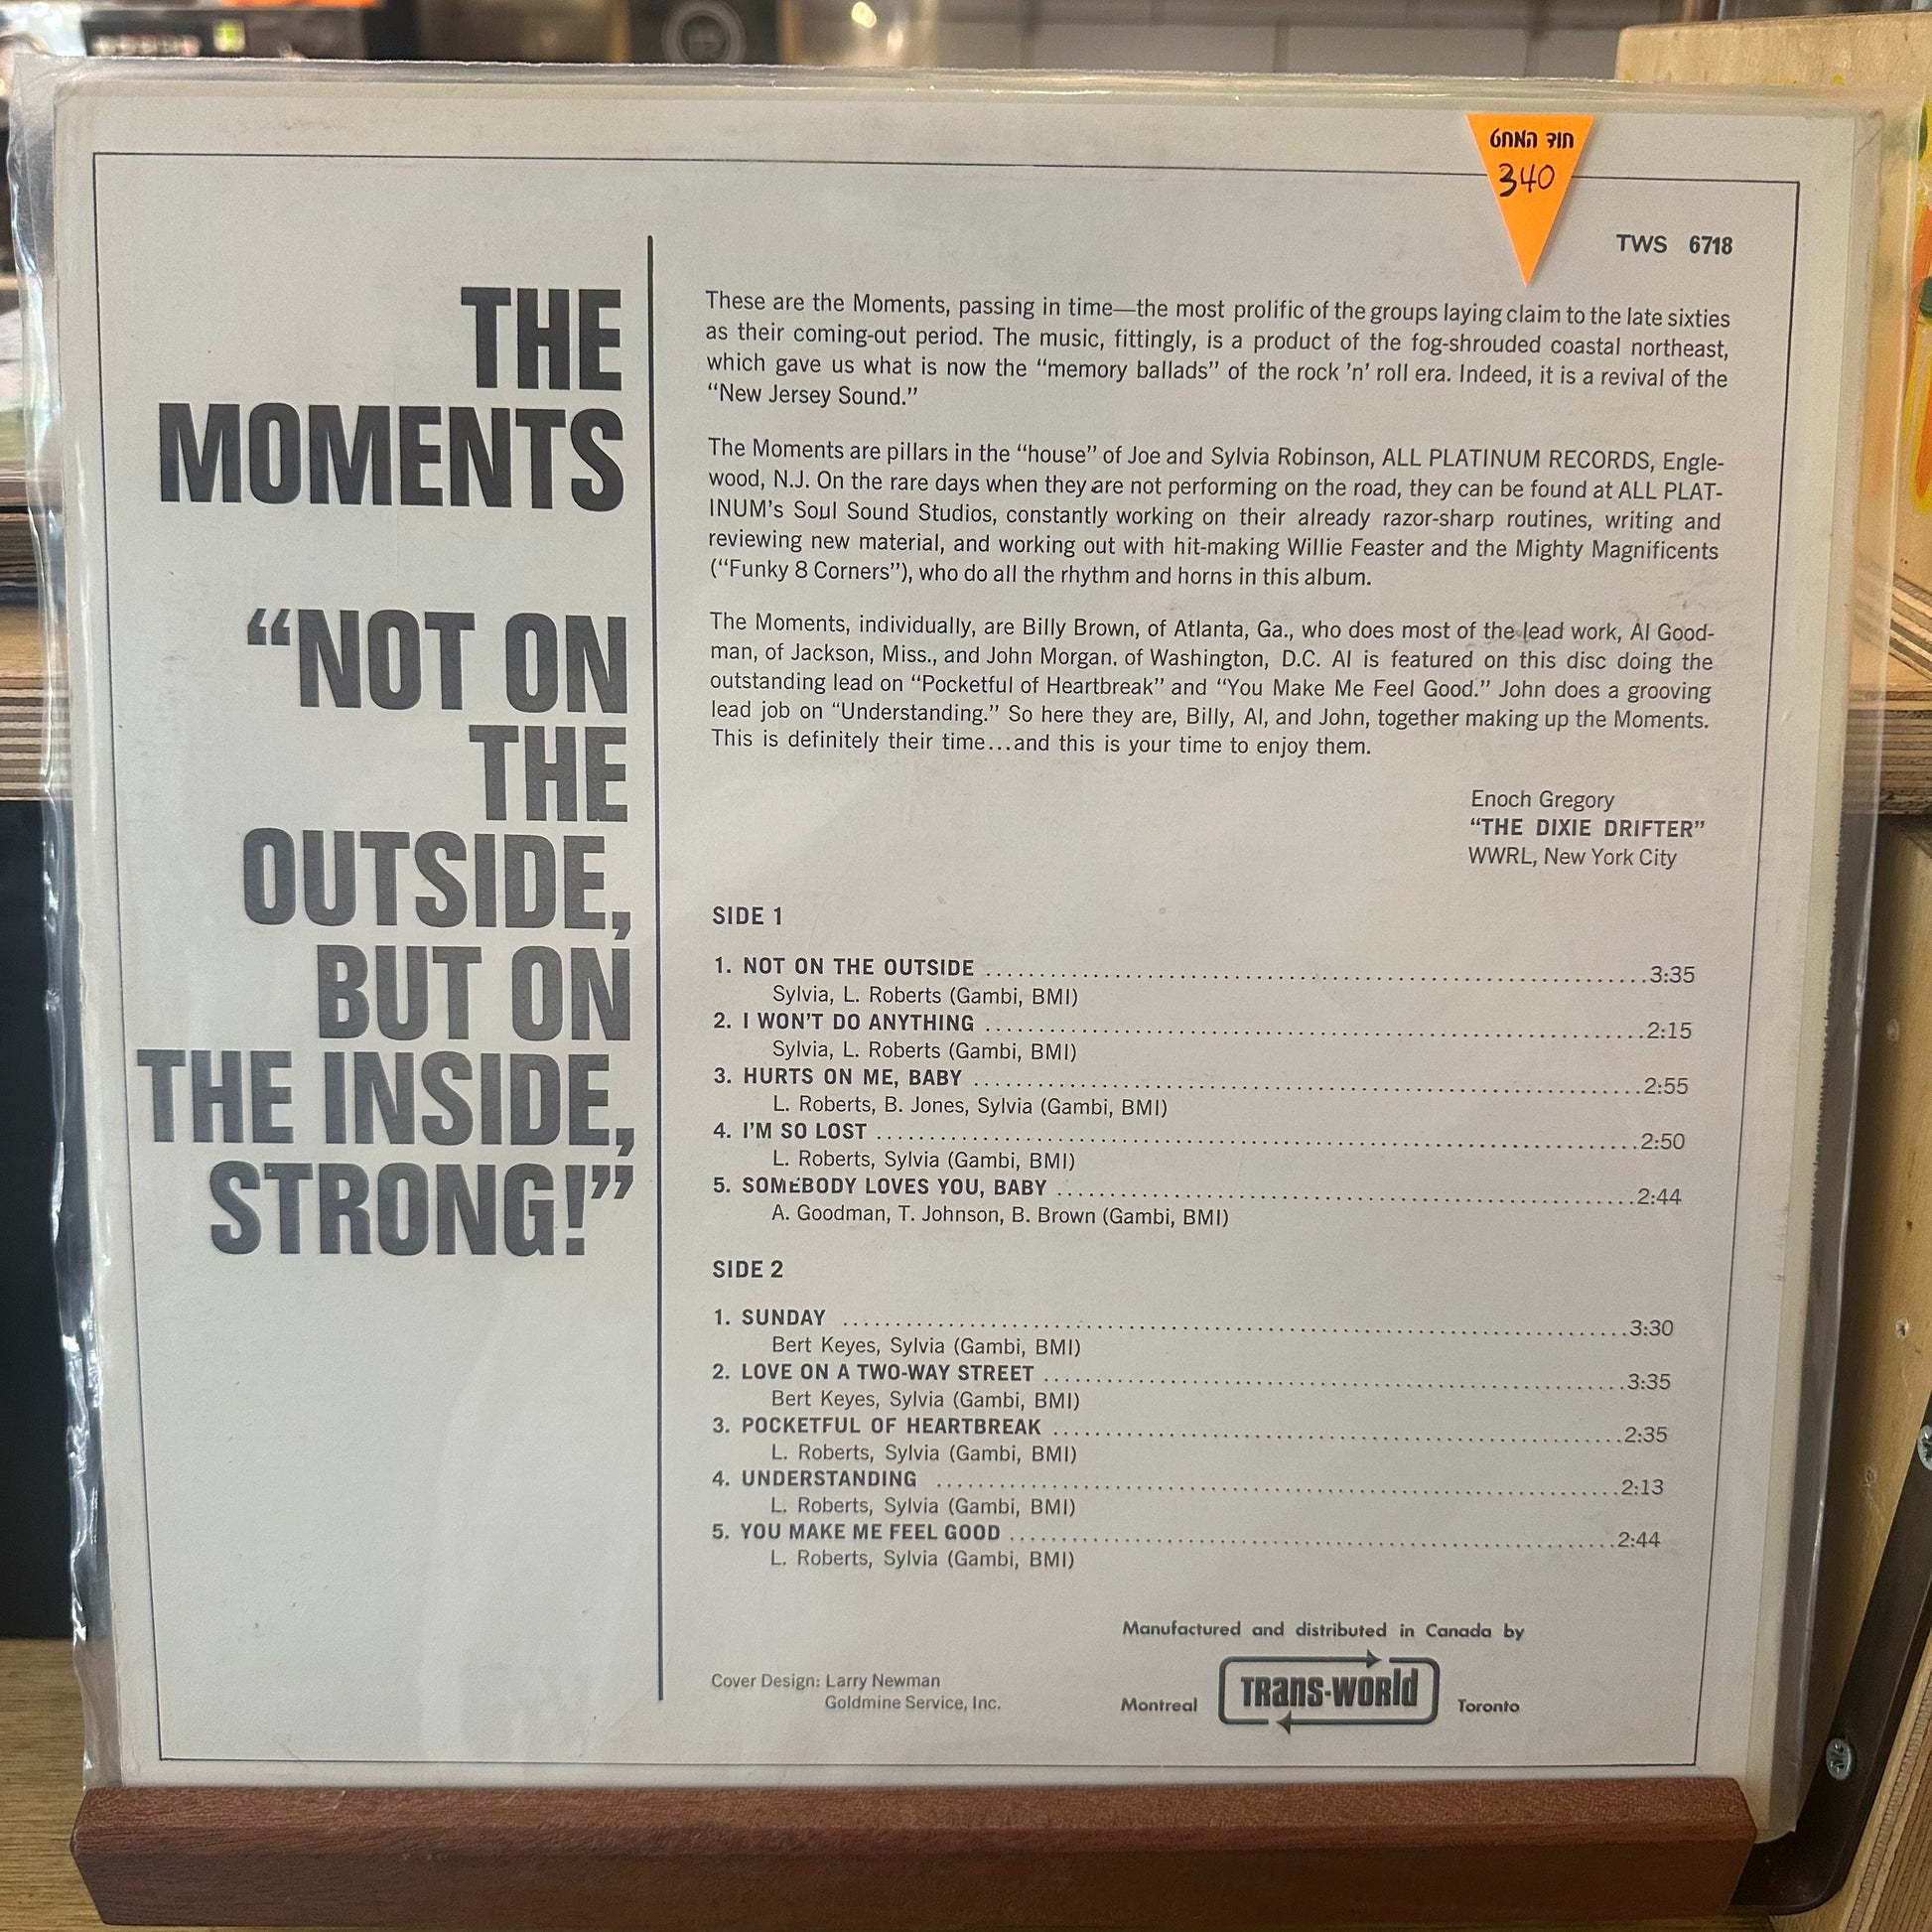 חוד המחט
340
TWS 6718
THE
MOMENTS
“NOT ON
THE
OUTSIDE,
BUT ON
THE INSIDE,
STRONG!”
These are the Moments, passing in time—the most prolific of the groups laying claim to the late sixties
as their coming-out period. The music, fittingly, is a product of the fog-shrouded coastal northeast,
which gave us what is now the “memory ballads” of the rock ’n’ roll era. Indeed, it is a revival of the
“New Jersey Sound.”
The Moments are pillars in the “house” of Joe and Sylvia Robinson, ALL PLATINUM RECORDS, Engle-
wood, N.J. On the rare days when they are not performing on the road, they can be found at ALL PLAT-
INUM’s Soul Sound Studios, constantly working on their already razor-sharp routines, writing and
reviewing new material, and working out with hit-making Willie Feaster and the Mighty Magnificents
(“Funky 8 Corners”), who do all the rhythm and horns in this album.
The Moments, individually, are Billy Brown, of Atlanta, Ga., who does most of the lead work, Al Good-
man, of Jackson, Miss., and John Morgan. of Washington, D.C. Al is featured on this disc doing the
outstanding lead on “Pocketful of Heartbreak” and “You Make Me Feel Good.” John does a grooving
lead job on “Understanding.” So here they are, Billy, Al, and John, together making up the Moments.
This is definitely their time...and this is your time to enjoy them.
Enoch Gregory
“THE DIXIE DRIFTER”
WWRL, New York City
SIDE 1
1. NOT ON THE OUTSIDE ........ 3:35
Sylvia, L. Roberts (Gambi, BMI)
2. I WON’T DO ANYTHING ........ 2:15
Sylvia, L. Roberts (Gambi, BMI)
3. HURTS ON ME, BABY ........ 2:55
L. Roberts, B. Jones, Sylvia (Gambi, BMI)
4. I’M SO LOST ........ 2:50
L. Roberts, Sylvia (Gambi, BMI)
5. SOMEBODY LOVES YOU, BABY ........ 2:44
A. Goodman, T. Johnson, B. Brown (Gambi, BMI)
SIDE 2
1. SUNDAY ........ 3:30
Bert Keyes, Sylvia (Gambi, BMI)
2. LOVE ON A TWO-WAY STREET ........ 3:35
Bert Keyes, Sylvia (Gambi, BMI)
3. POCKETFUL OF HEARTBREAK ........ 2:35
L. Roberts, Sylvia (Gambi, BMI)
4. UNDERSTANDING ........ 2:13
L. Roberts, Sylvia (Gambi, BMI)
5. YOU MAKE ME FEEL GOOD ........ 2:44
L. Roberts, Sylvia (Gambi, BMI)
Cover Design: Larry Newman
Goldmine Service, Inc.
Manufactured and distributed in Canada by
Montreal TRans-WORld Toronto